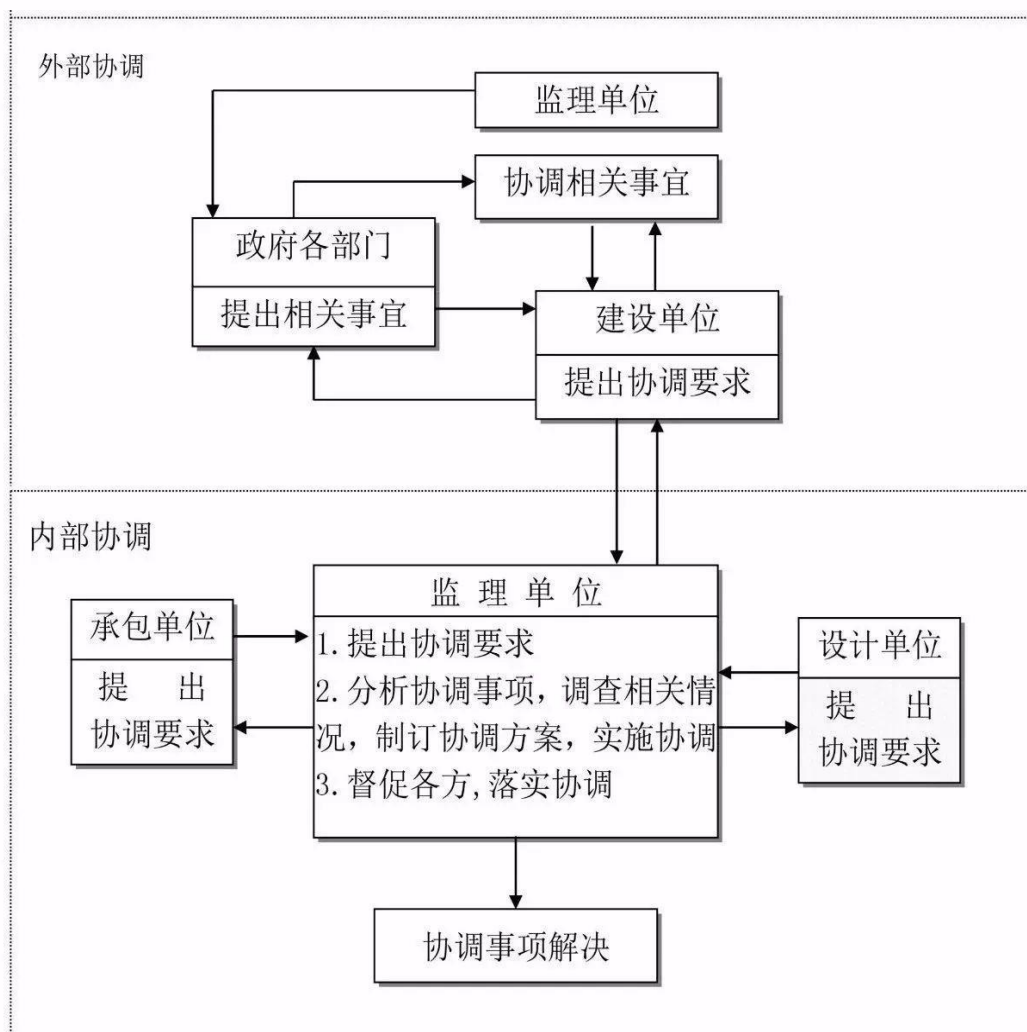 外部协调
监理单位
协调相关事宜
政府各部门
提出相关事宜
建设单位
提出协调要求
内部协调
承包单位
提 出
协调要求
监 理 单 位
1.提出协调要求
2.分析协调事项，调查相关情
况，制订协调方案，实施协调
3.督促各方,落实协调
设计单位
提 出
协调要求
协调事项解决